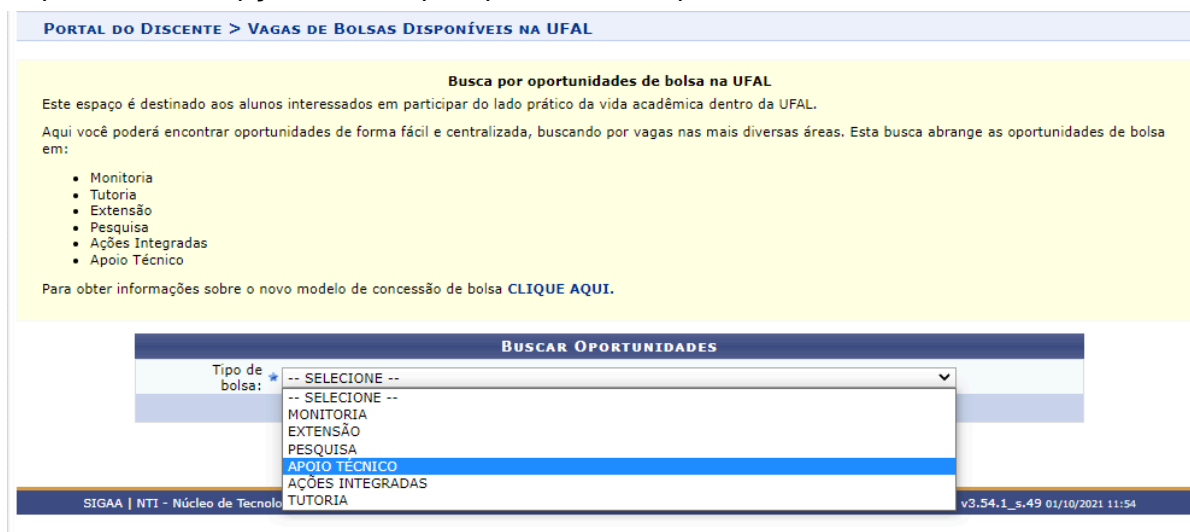 PORTAL DO DISCENTE > VAGAS DE BOLSAS DISPONÍVEIS NA UFAL
Busca por oportunidades de bolsa na UFAL
Este espaço é destinado aos alunos interessados em participar do lado prático da vida acadêmica dentro da UFAL.
Aqui você poderá encontrar oportunidades de forma fácil e centralizada, buscando por vagas nas mais diversas áreas. Esta busca abrange as oportunidades de bolsa
em:
• Monitoria
• Tutoria
• Extensão
• Pesquisa
• Ações Integradas
• Apoio Técnico
Para obter informações sobre o novo modelo de concessão de bolsa CLIQUE AQUI.
BUSCAR OPORTUNIDADES
Tipo de
bolsa: -- SELECIONE --
-- SELECIONE --
MONITORIA
EXTENSÃO
PESQUISA
APOIO TÉCNICO
AÇÕES INTEGRADAS
TUTORIA
SIGAA | NTI - Núcleo de Tecnolo v3.54.1_s.49 01/10/2021 11:54